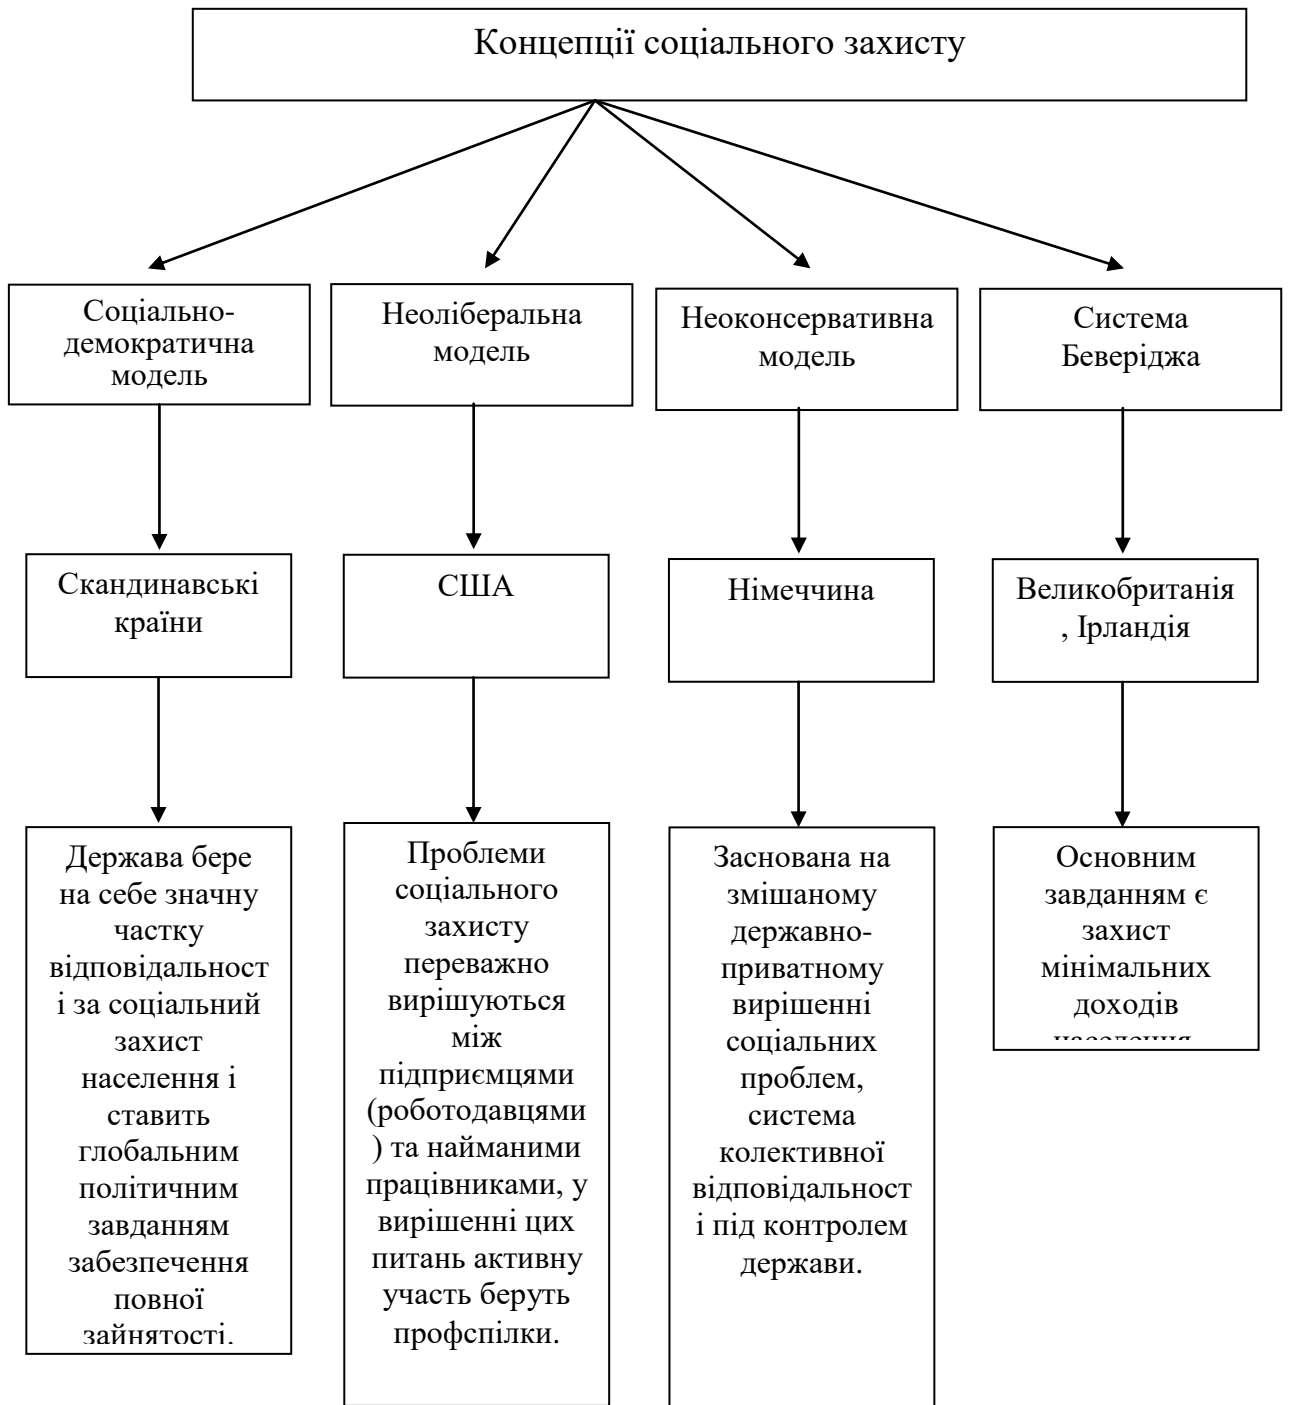 Концепції соціального захисту
Соціально-
демократична
модель
Неоліберальна
модель
Неоконсервативна
модель
Система
Беверіджа
Скандинавські
країни
США
Німеччина
Великобританія
, Ірландія
Держава бере
на себе значну
частку
відповідальност
і за соціальний
захист
населення і
ставить
глобальним
політичним
завданням
забезпечення
повної
зайнятості.
Проблеми
соціального
захисту
переважно
вирішуються
між
підприємцями
(роботодавцями
) та найманими
працівниками, у
вирішенні цих
питань активну
участь беруть
профспілки.
Заснована на
змішаному
державно-
приватному
вирішенні
соціальних
проблем,
система
колективної
відповідальност
і під контролем
держави.
Основним
завданням є
захист
мінімальних
доходів
населення